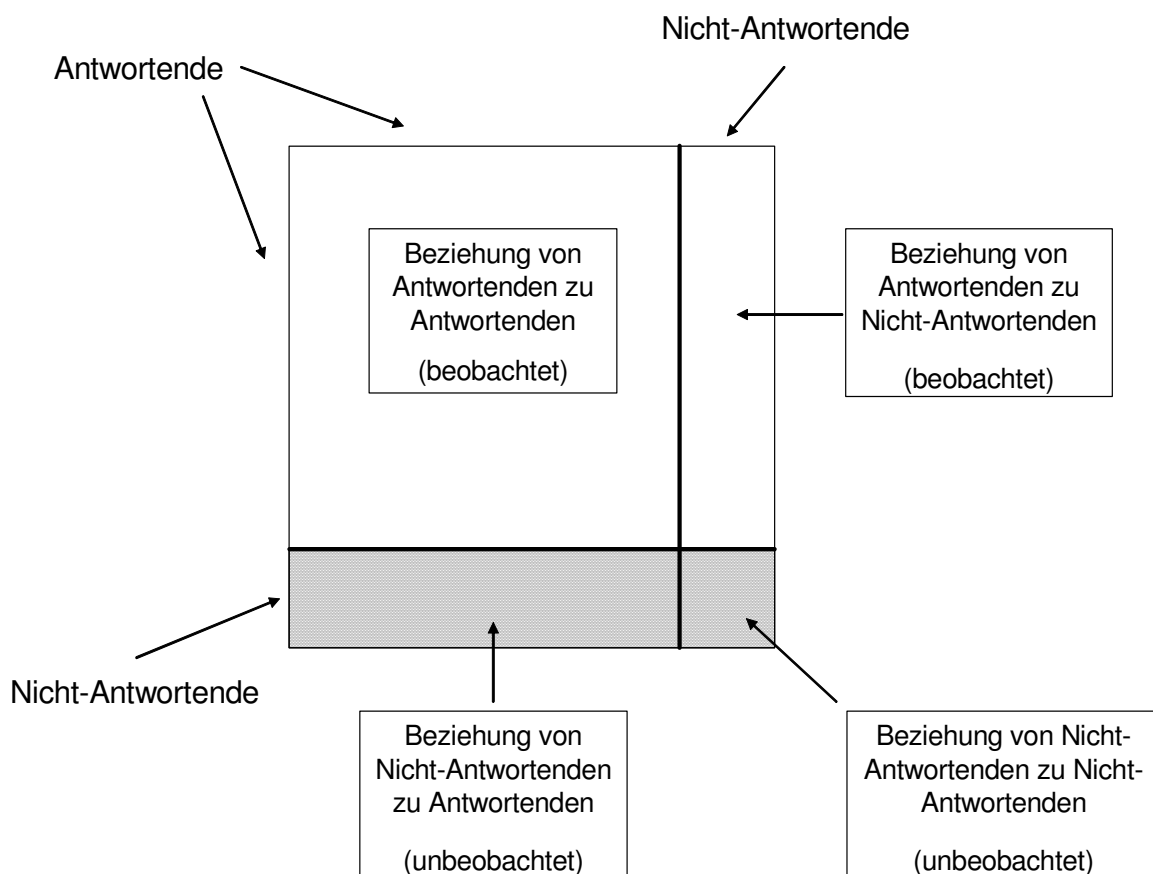 Nicht-Antwortende
Antwortende
Beziehung von
Antwortenden zu
Antwortenden
(beobachtet)
Beziehung von
Antwortenden zu
Nicht-Antwortenden
(beobachtet)
Nicht-Antwortende
Beziehung von
Nicht-Antwortenden
zu Antwortenden
(unbeobachtet)
Beziehung von Nicht-
Antwortenden zu Nicht-
Antwortenden
(unbeobachtet)